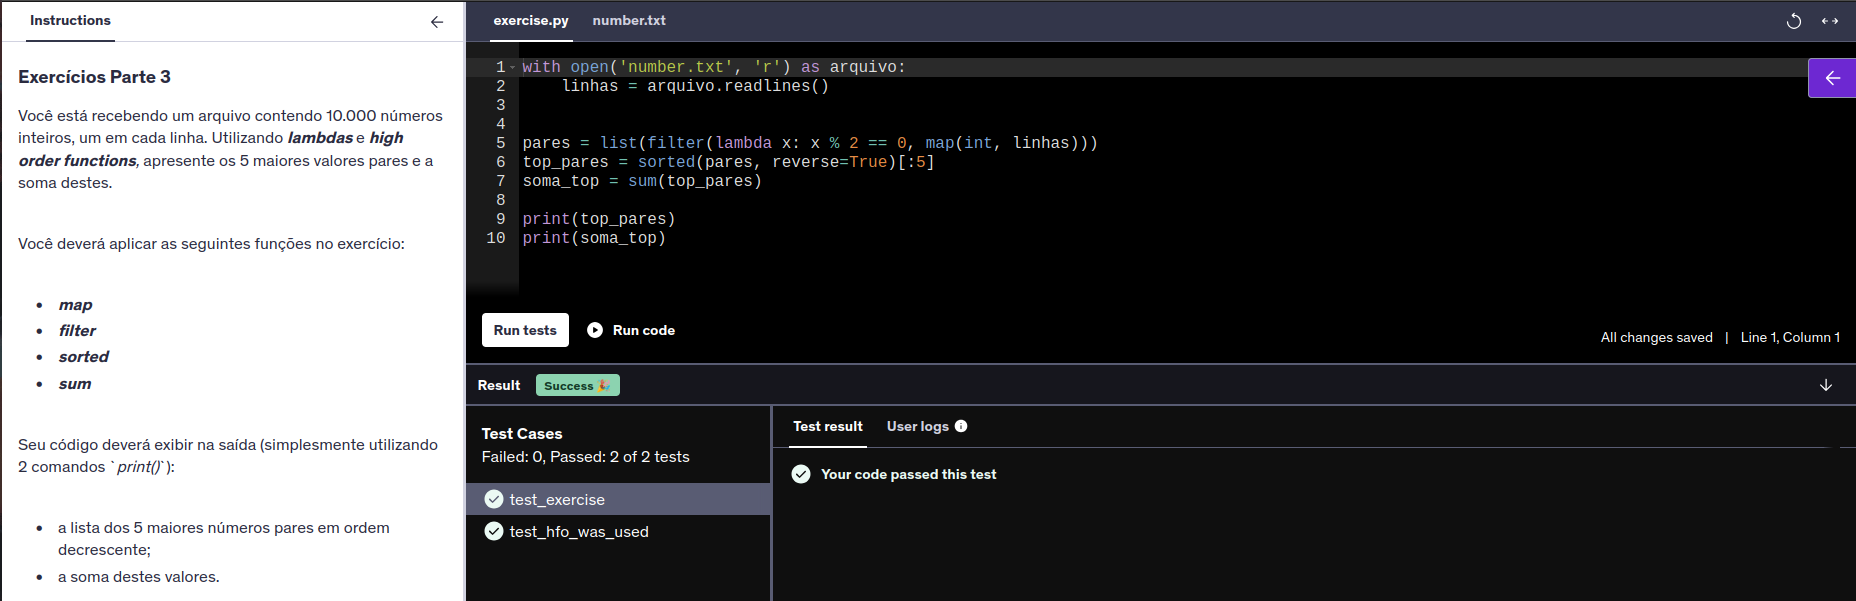 Instructions
Exercícios Parte 3
Você está recebendo um arquivo contendo 10.000 números
inteiros, um em cada linha. Utilizando lambdas e high
order functions, apresente os 5 maiores valores pares e a
soma destes.
Você deverá aplicar as seguintes funções no exercício:
map
filter
sorted
sum
Seu código deverá exibir na saída (simplesmente utilizando
2 comandos `print()`):
a lista dos 5 maiores números pares em ordem
decrescente;
a soma destes valores.
exercise.py number.txt
1 with open('number.txt', 'r') as arquivo:
2     linhas = arquivo.readlines()
3
4
5 pares = list(filter(lambda x: x % 2 == 0, map(int, linhas)))
6 top_pares = sorted(pares, reverse=True)[:5]
7 soma_top = sum(top_pares)
8
9 print(top_pares)
10 print(soma_top)
Run tests Run code
All changes saved | Line 1, Column 1
Result Success 🎉
Test Cases
Failed: 0, Passed: 2 of 2 tests
test_exercise
test_hfo_was_used
Test result User logs
Your code passed this test